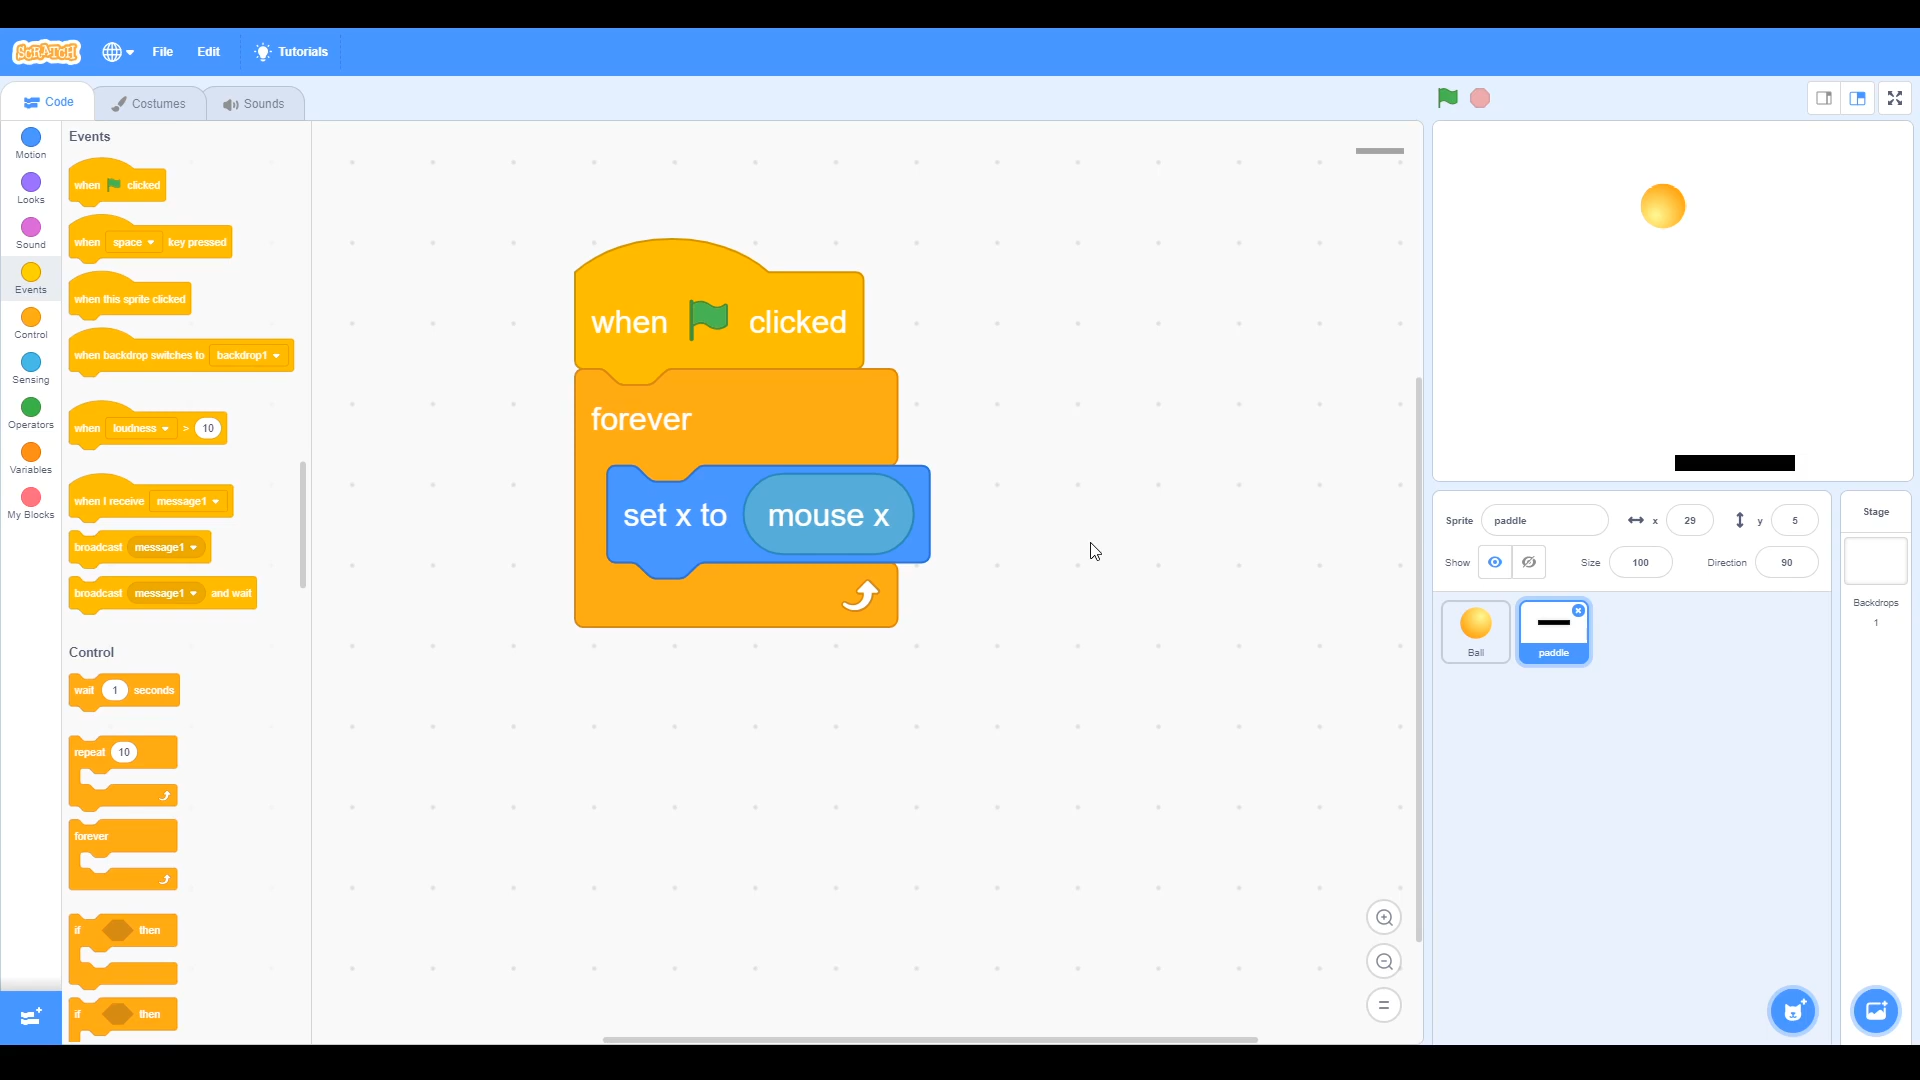 SCRATCH File Edit Tutorials
Code Costumes Sounds
Motion
Looks
Sound
Events
Control
Sensing
Operators
Variables
My Blocks
Events
when clicked
when space key pressed
when this sprite clicked
when backdrop switches to backdrop1
when loudness > 10
when I receive message1
broadcast message1
broadcast message1 and wait
Control
wait 1 seconds
repeat 10
forever
if then
if then
when clicked
forever
set x to mouse x
Sprite paddle x 29 y 5
Show Size 100 Direction 90
Ball
paddle
Stage
Backdrops
1